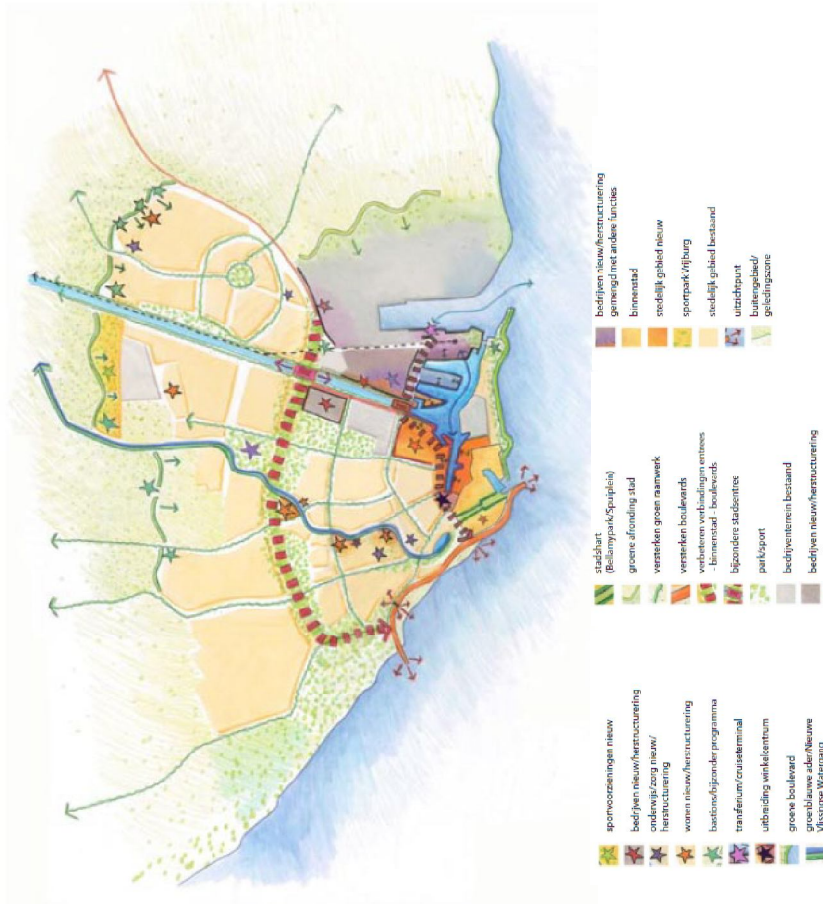 sportvoorzieningen nieuw
bedrijven nieuw/herstructurering
onderwijs/zorg nieuw/
herstructurering
wonen nieuw/herstructurering
bastions/bijzonder programma
transferium/cruiseterminal
uitbreiding winkelcentrum
groene boulevard
groenblauwe ader/Nieuwe
Vlissingse Watergang
stadshart
(Bellamypark/Spuiplein)
groene afronding stad
versterken groen raamwerk
versterken boulevards
verbeteren verbindingen entrees
- binnenstad - boulevards
bijzondere stadsentree
park/sport
bedrijventerrein bestaand
bedrijven nieuw/herstructurering
bedrijven nieuw/herstructurering
gemengd met andere functies
binnenstad
stedelijk gebied nieuw
sportpark Vrijburg
stedelijk gebied bestaand
uitzichtpunt
buitengebied/
geledingszone